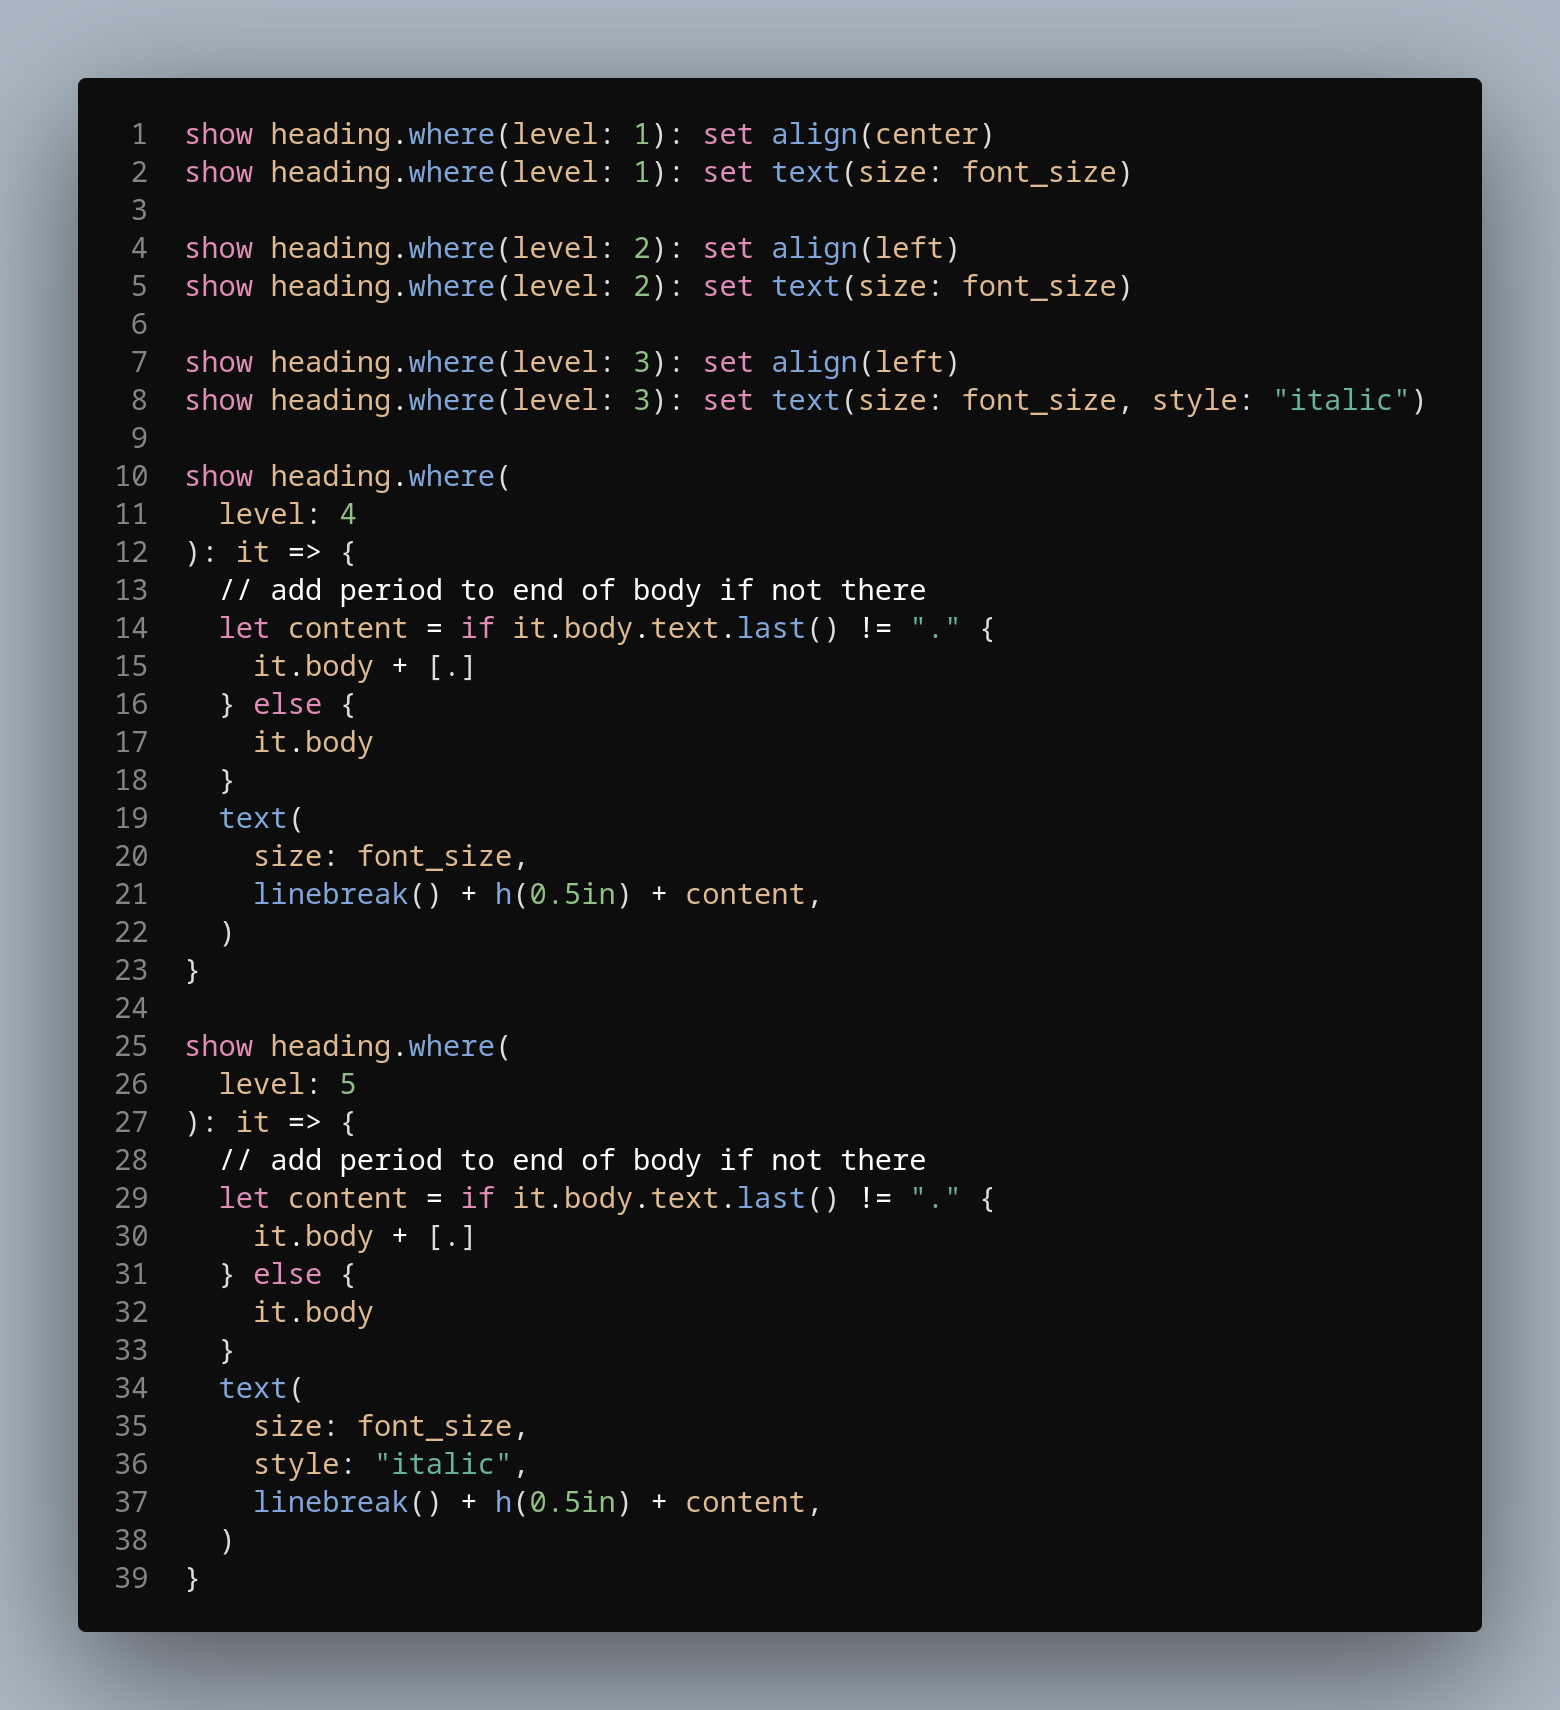 1 show heading.where(level: 1): set align(center)
2 show heading.where(level: 1): set text(size: font_size)
3
4 show heading.where(level: 2): set align(left)
5 show heading.where(level: 2): set text(size: font_size)
6
7 show heading.where(level: 3): set align(left)
8 show heading.where(level: 3): set text(size: font_size, style: "italic")
9
10 show heading.where(
11   level: 4
12 ): it => {
13   // add period to end of body if not there
14   let content = if it.body.text.last() != "." {
15     it.body + [.]
16   } else {
17     it.body
18   }
19   text(
20     size: font_size,
21     linebreak() + h(0.5in) + content,
22   )
23 }
24
25 show heading.where(
26   level: 5
27 ): it => {
28   // add period to end of body if not there
29   let content = if it.body.text.last() != "." {
30     it.body + [.]
31   } else {
32     it.body
33   }
34   text(
35     size: font_size,
36     style: "italic",
37     linebreak() + h(0.5in) + content,
38   )
39 }